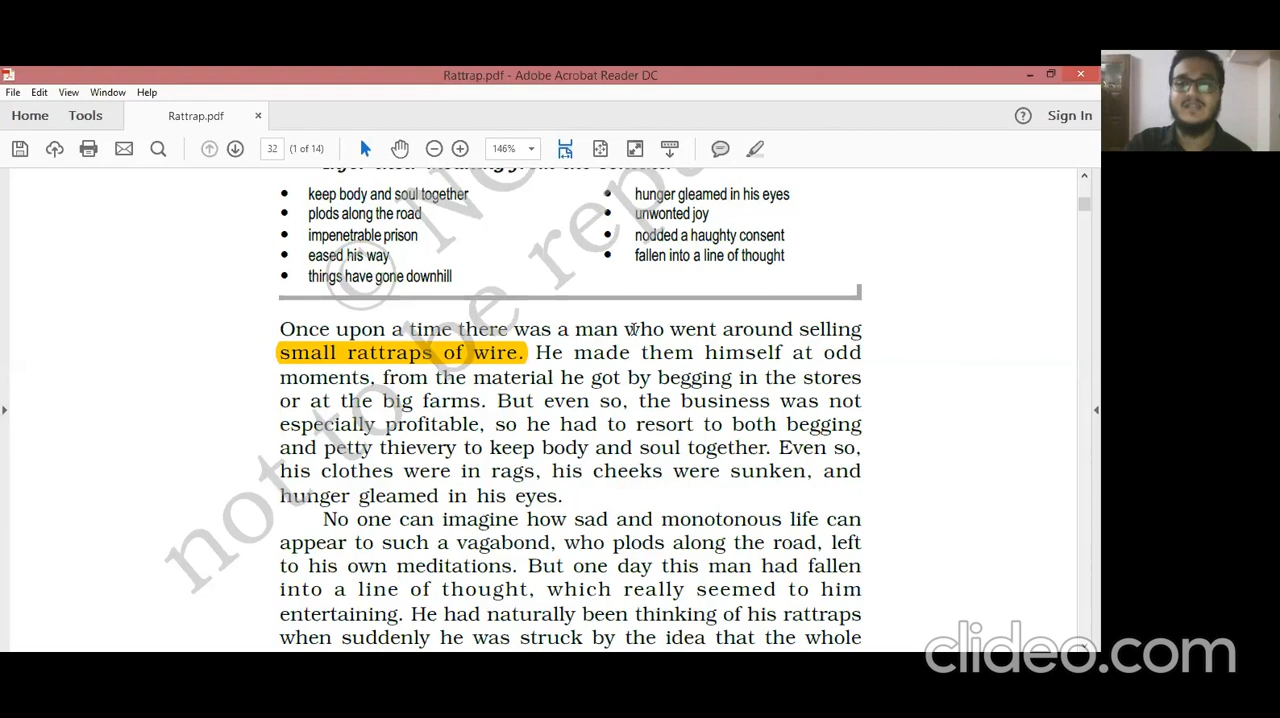 Rattrap.pdf - Adobe Acrobat Reader DC
File Edit View Window Help
Home Tools Rattrap.pdf × Sign In
32 (1 of 14) 146%
keep body and soul together
plods along the road
impenetrable prison
eased his way
things have gone downhill
hunger gleamed in his eyes
unwonted joy
nodded a haughty consent
fallen into a line of thought
Once upon a time there was a man who went around selling
small rattraps of wire. He made them himself at odd
moments, from the material he got by begging in the stores
or at the big farms. But even so, the business was not
especially profitable, so he had to resort to both begging
and petty thievery to keep body and soul together. Even so,
his clothes were in rags, his cheeks were sunken, and
hunger gleamed in his eyes.
No one can imagine how sad and monotonous life can
appear to such a vagabond, who plods along the road, left
to his own meditations. But one day this man had fallen
into a line of thought, which really seemed to him
entertaining. He had naturally been thinking of his rattraps
when suddenly he was struck by the idea that the whole
not to be rep
©
clideo.com